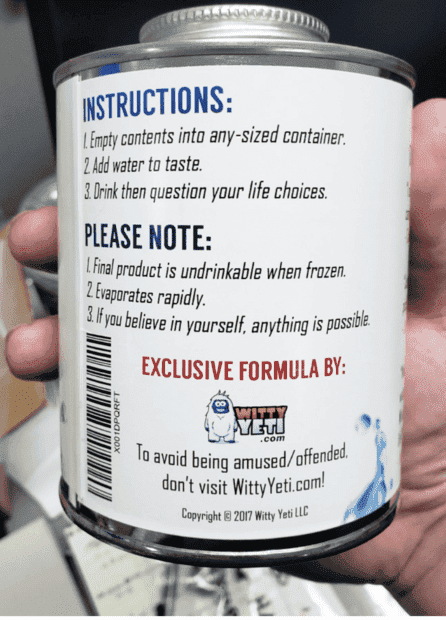 INSTRUCTIONS:
1. Empty contents into any-sized container.
2. Add water to taste.
3. Drink then question your life choices.
PLEASE NOTE:
1. Final product is undrinkable when frozen.
2. Evaporates rapidly.
3. If you believe in yourself, anything is possible.
EXCLUSIVE FORMULA BY:
WITTY
YETI
.com
To avoid being amused/offended,
don't visit WittyYeti.com!
Copyright © 2017 Witty Yeti LLC
X001DPQRFT